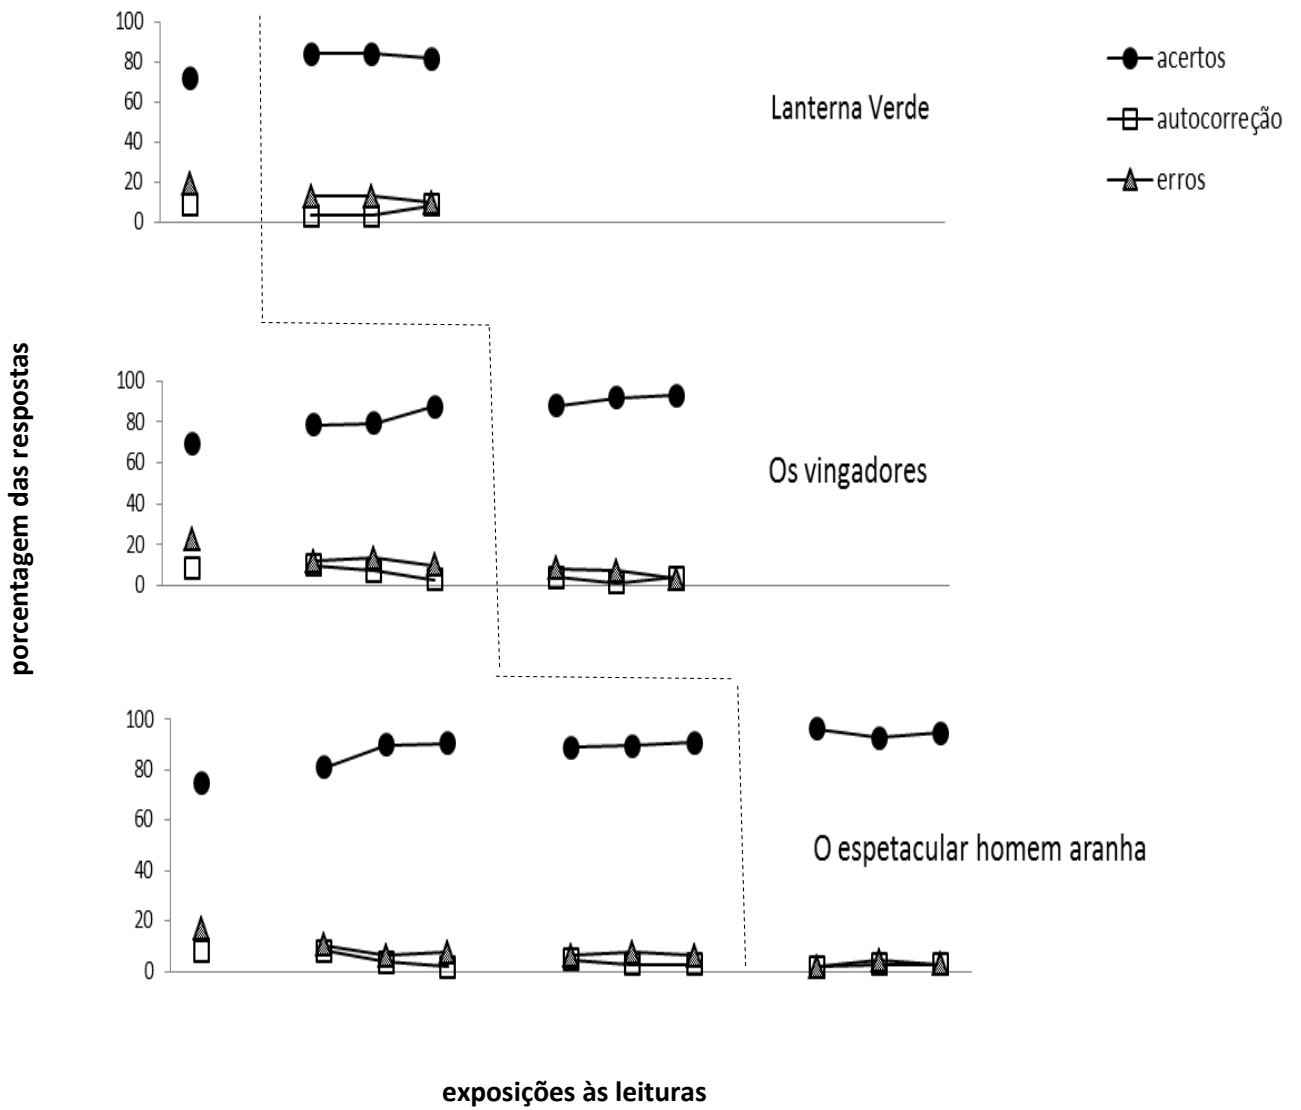 100
80
60
40
20
0
Lanterna Verde
acertos
autocorreção
erros
porcentagem das respostas
100
80
60
40
20
0
Os vingadores
100
80
60
40
20
0
O espetacular homem aranha
exposições às leituras